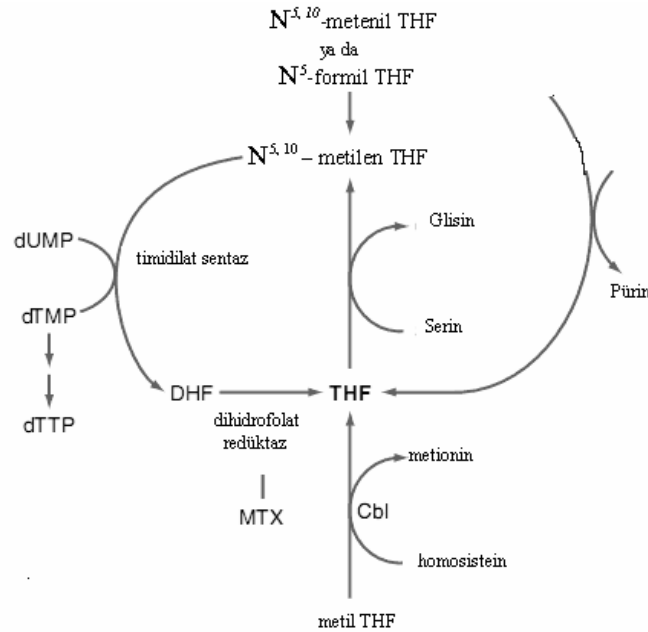 N5, 10-metenil THF
ya da
N5-formil THF
N5, 10 – metilen THF
Glisin
dUMP
timidilat sentaz
Pürin
dTMP
Serin
DHF
THF
dTTP
dihidrofolat
redüktaz
metionin
MTX
Cbl
homosistein
metil THF